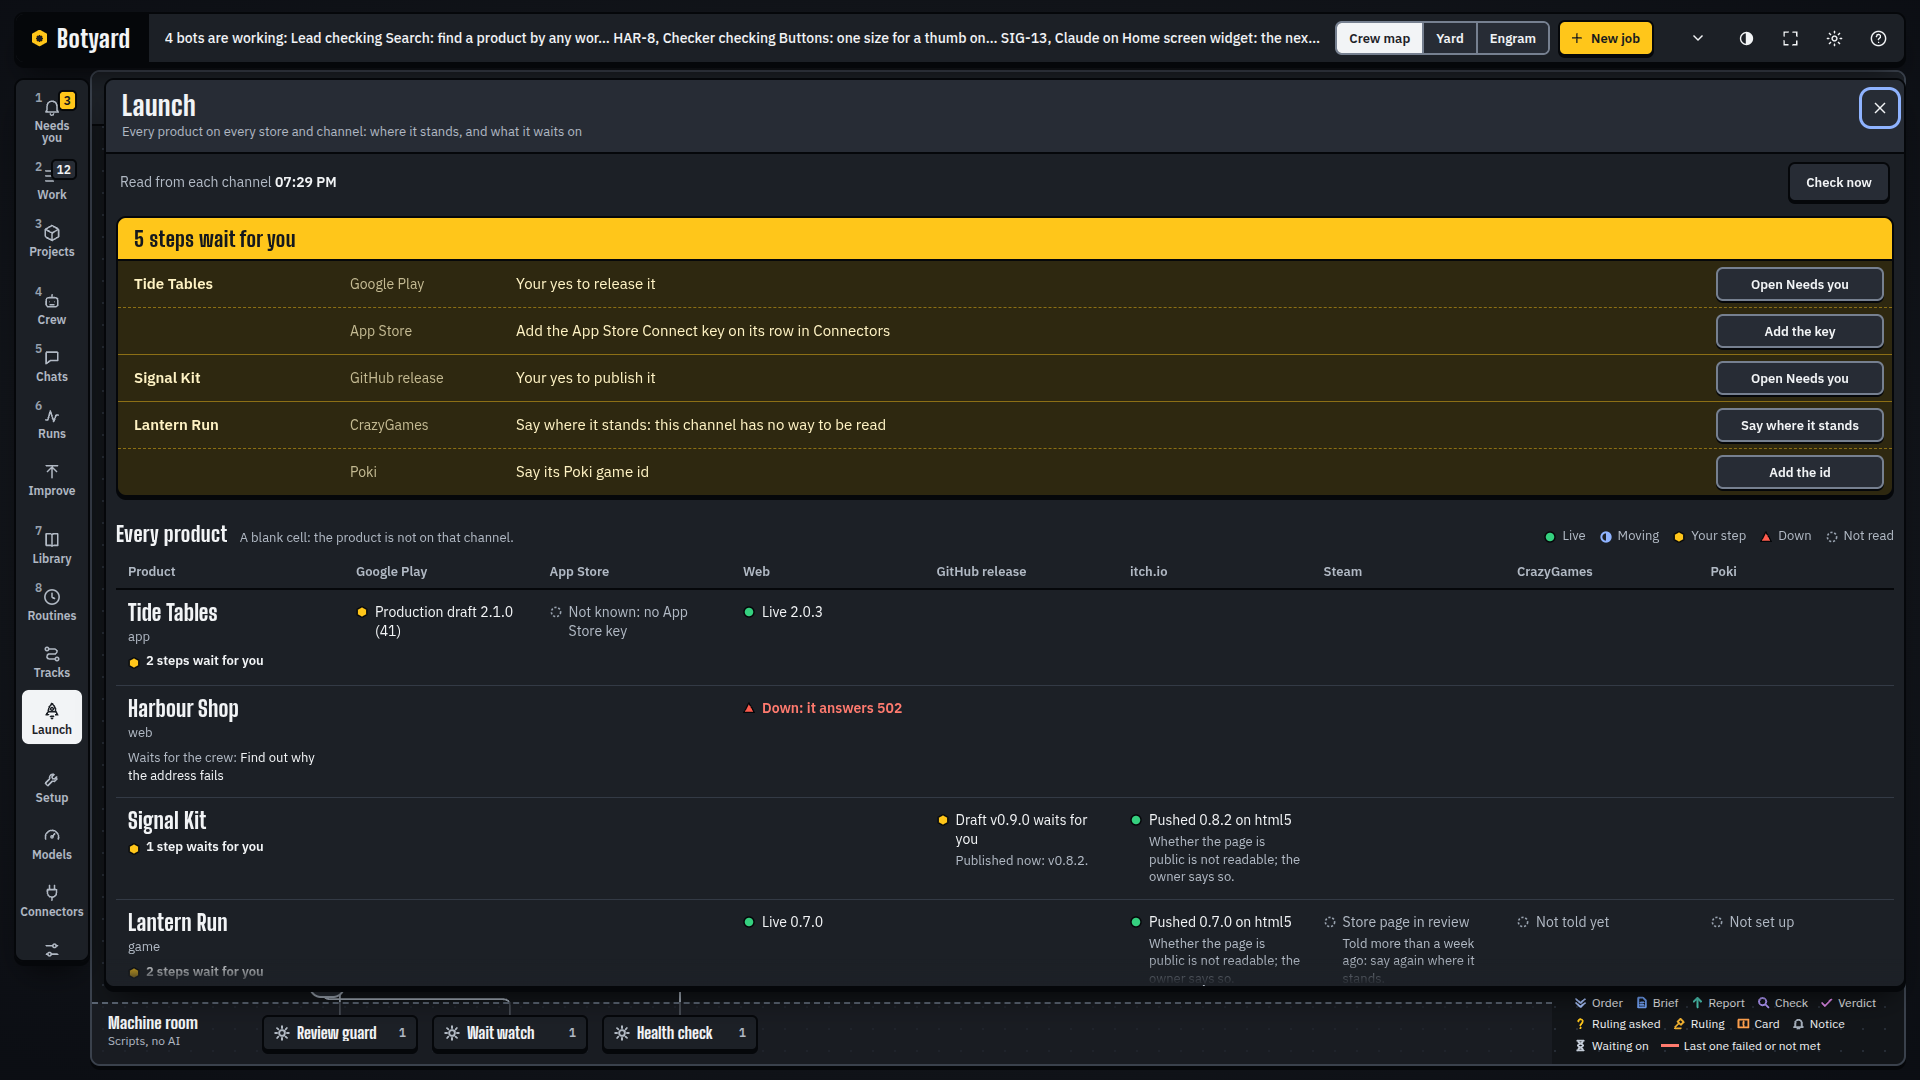 Botyard
4 bots are working: Lead checking Search: find a product by any wor... HAR-8, Checker checking Buttons: one size for a thumb on... SIG-13, Claude on Home screen widget: the nex...
Crew map
Yard
Engram
+ New job
1
3
Needs you
2
12
Work
3
Projects
4
Crew
5
Chats
6
Runs
Improve
7
Library
8
Routines
Tracks
Launch
Setup
Models
Connectors
Launch
Every product on every store and channel: where it stands, and what it waits on
Read from each channel 07:29 PM
Check now
5 steps wait for you
Tide Tables
Google Play
Your yes to release it
Open Needs you
App Store
Add the App Store Connect key on its row in Connectors
Add the key
Signal Kit
GitHub release
Your yes to publish it
Open Needs you
Lantern Run
CrazyGames
Say where it stands: this channel has no way to be read
Say where it stands
Poki
Say its Poki game id
Add the id
Every product
A blank cell: the product is not on that channel.
Live
Moving
Your step
Down
Not read
Product
Google Play
App Store
Web
GitHub release
itch.io
Steam
CrazyGames
Poki
Tide Tables
app
2 steps wait for you
Production draft 2.1.0
(41)
Not known: no App
Store key
Live 2.0.3
Harbour Shop
web
Waits for the crew: Find out why
the address fails
Down: it answers 502
Signal Kit
1 step waits for you
Draft v0.9.0 waits for
you
Published now: v0.8.2.
Pushed 0.8.2 on html5
Whether the page is
public is not readable; the
owner says so.
Lantern Run
game
2 steps wait for you
Live 0.7.0
Pushed 0.7.0 on html5
Whether the page is
public is not readable; the
owner says so.
Store page in review
Told more than a week
ago: say again where it
stands.
Not told yet
Not set up
Machine room
Scripts, no AI
Review guard 1
Wait watch 1
Health check 1
Order
Brief
Report
Check
Verdict
Ruling asked
Ruling
Card
Notice
Waiting on
Last one failed or not met